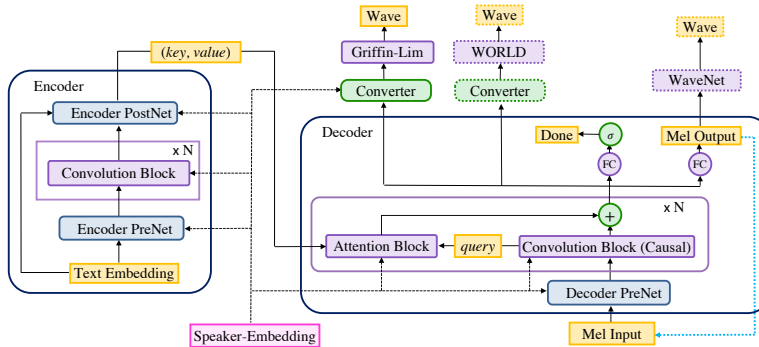 Wave
Wave
Wave
(key, value)
Griffin-Lim
WORLD
WaveNet
Encoder
Converter
Converter
Encoder PostNet
Decoder
Done
σ
Mel Output
x N
FC
FC
Convolution Block
x N
+
Encoder PreNet
Attention Block
query
Convolution Block (Causal)
Text Embedding
Decoder PreNet
Speaker-Embedding
Mel Input